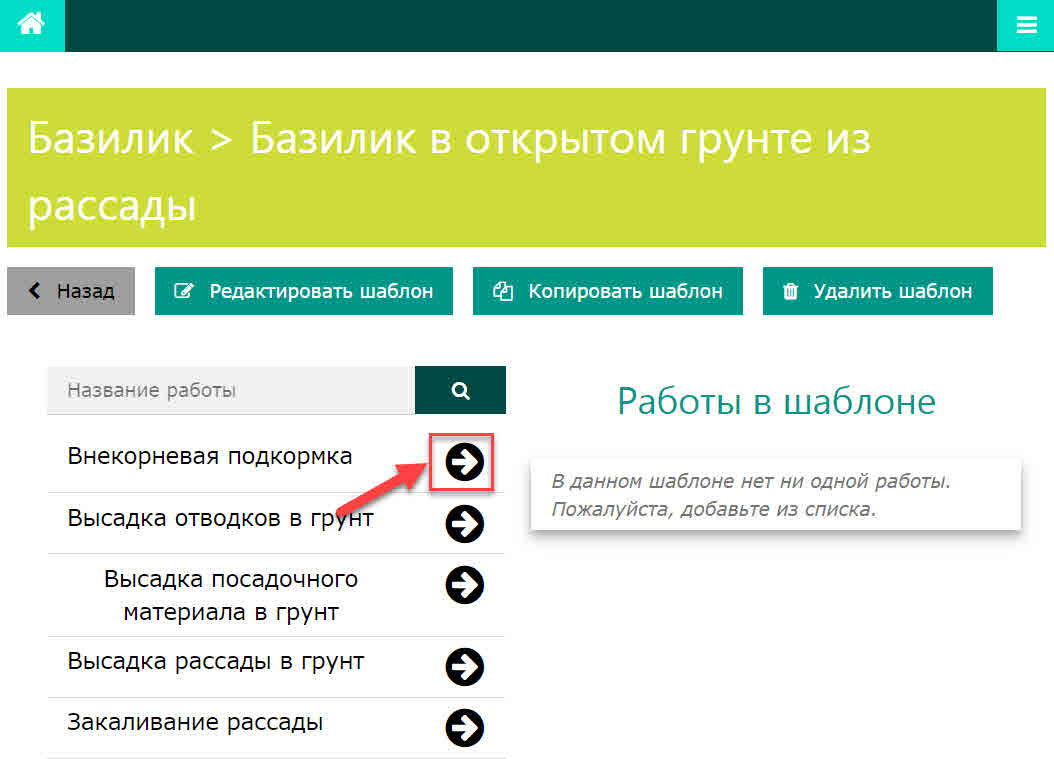 Базилик > Базилик в открытом грунте из
рассады
Назад
Редактировать шаблон
Копировать шаблон
Удалить шаблон
Название работы
Внекорневая подкормка
Высадка отводков в грунт
Высадка посадочного
материала в грунт
Высадка рассады в грунт
Закаливание рассады
Работы в шаблоне
В данном шаблоне нет ни одной работы.
Пожалуйста, добавьте из списка.